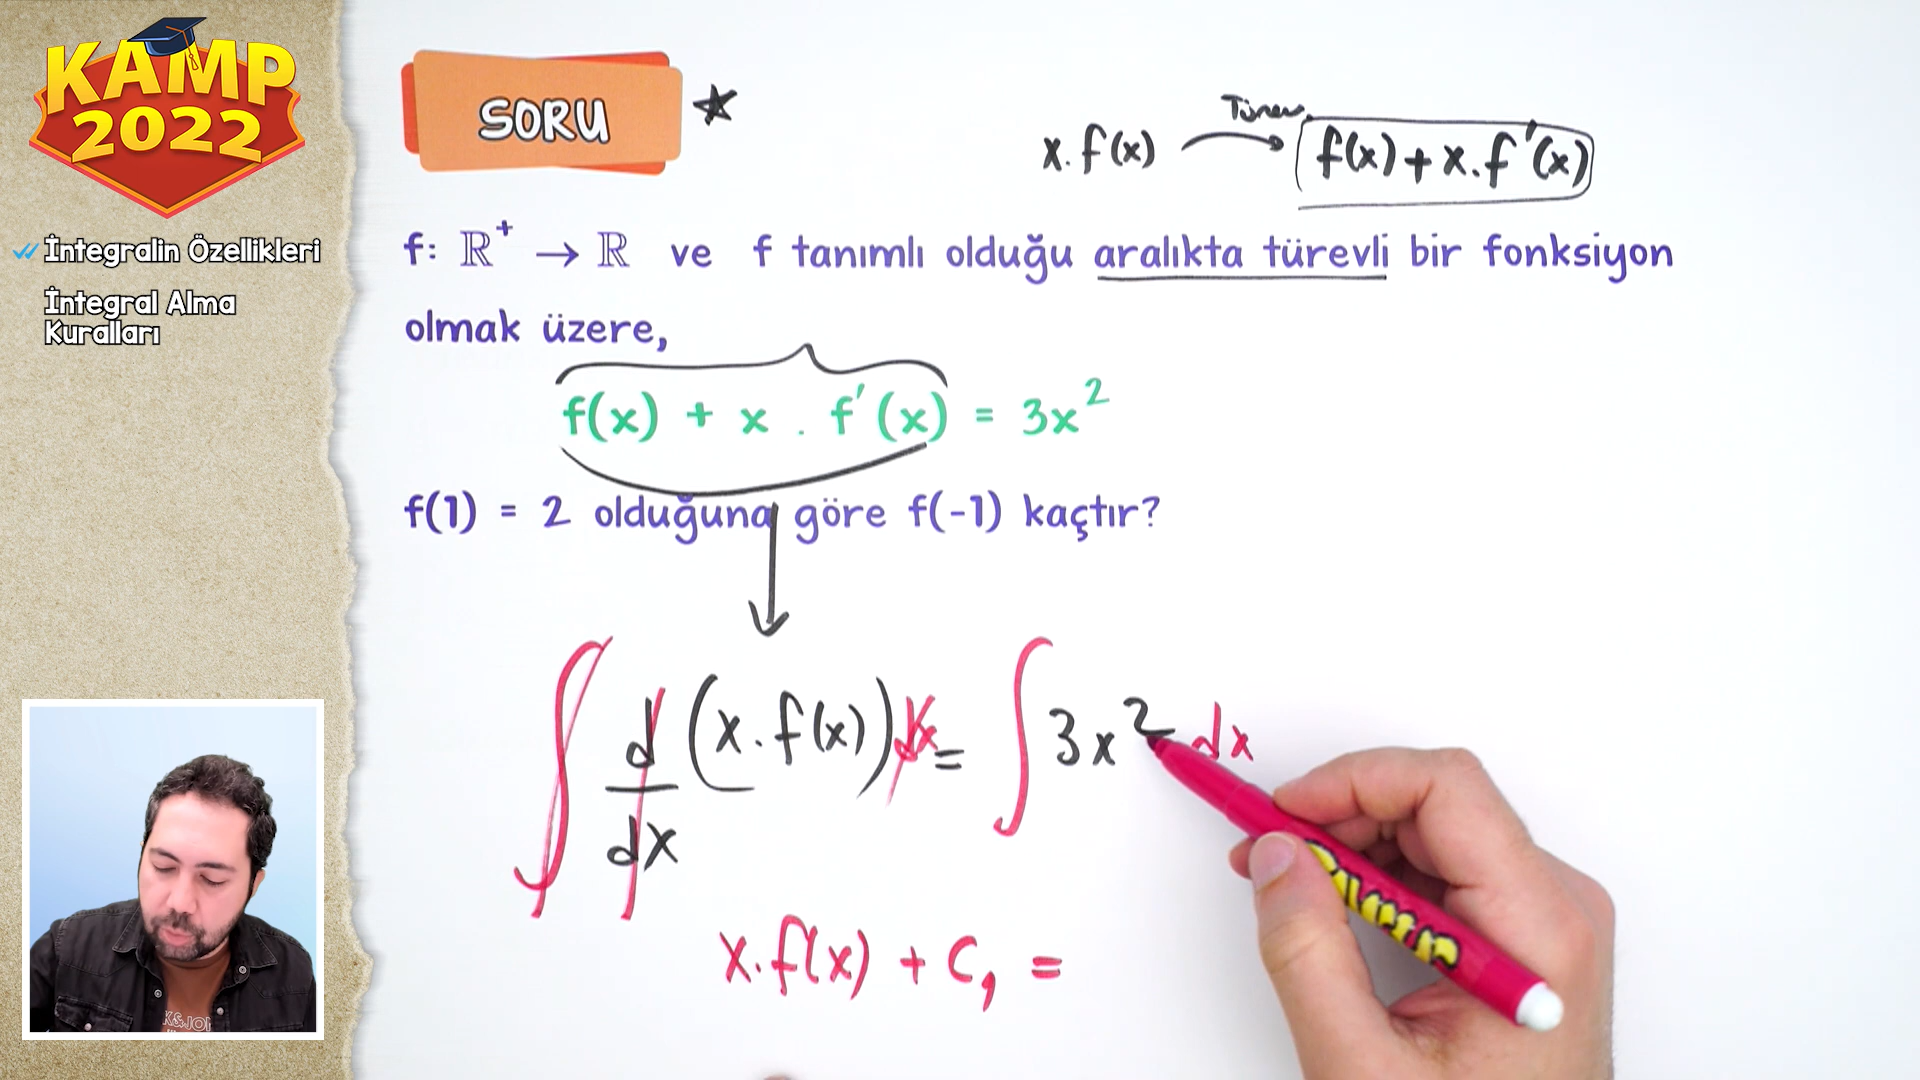 KAMP
2022
İntegralin Özellikleri
İntegral Alma
Kuralları
SORU
x.f(x) Türev f(x)+x.f'(x)
f: ℝ⁺ → ℝ ve f tanımlı olduğu aralıkta türevli bir fonksiyon
olmak üzere,
f(x) + x . f'(x) = 3x²
f(1) = 2 olduğuna göre f(-1) kaçtır?
∫ d/dx (x.f(x)) dx = ∫ 3x² dx
x.f(x) + C₁ =